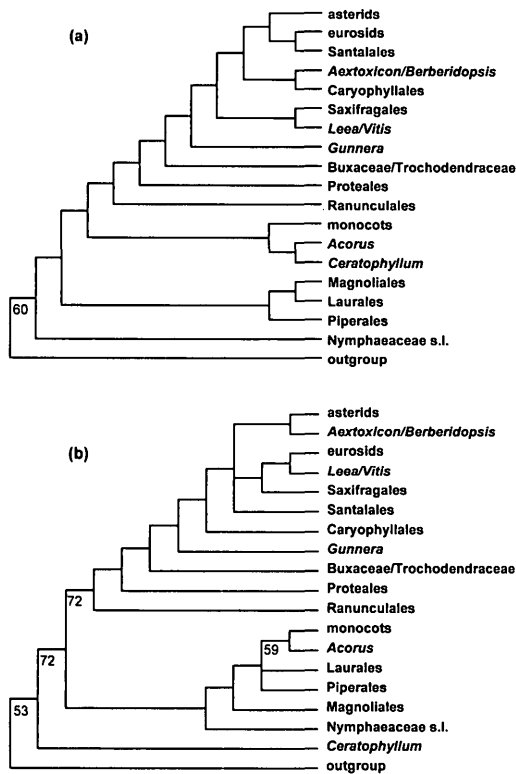 (a)
asterids
eurosids
Santalales
Aextoxicon/Berberidopsis
Caryophyllales
Saxifragales
Leea/Vitis
Gunnera
Buxaceae/Trochodendraceae
Proteales
Ranunculales
monocots
Acorus
Ceratophyllum
Magnoliales
Laurales
Piperales
60
Nymphaeaceae s.l.
outgroup
(b)
asterids
Aextoxicon/Berberidopsis
eurosids
Leea/Vitis
Saxifragales
Santalales
Caryophyllales
Gunnera
Buxaceae/Trochodendraceae
Proteales
72
Ranunculales
monocots
59
Acorus
72
Laurales
Piperales
Magnoliales
53
Nymphaeaceae s.l.
Ceratophyllum
outgroup